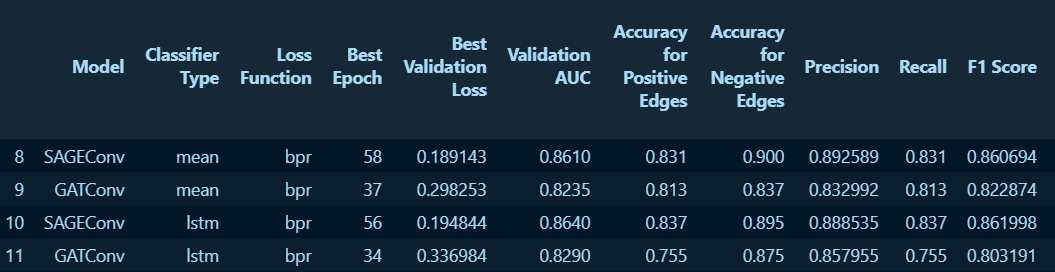 Model Classifier Type Loss Function Best Epoch Best Validation Loss Validation AUC Accuracy for Positive Edges Accuracy for Negative Edges Precision Recall F1 Score
8 SAGEConv mean bpr 58 0.189143 0.8610 0.831 0.900 0.892589 0.831 0.860694
9 GATConv mean bpr 37 0.298253 0.8235 0.813 0.837 0.832992 0.813 0.822874
10 SAGEConv lstm bpr 56 0.194844 0.8640 0.837 0.895 0.888535 0.837 0.861998
11 GATConv lstm bpr 34 0.336984 0.8290 0.755 0.875 0.857955 0.755 0.803191